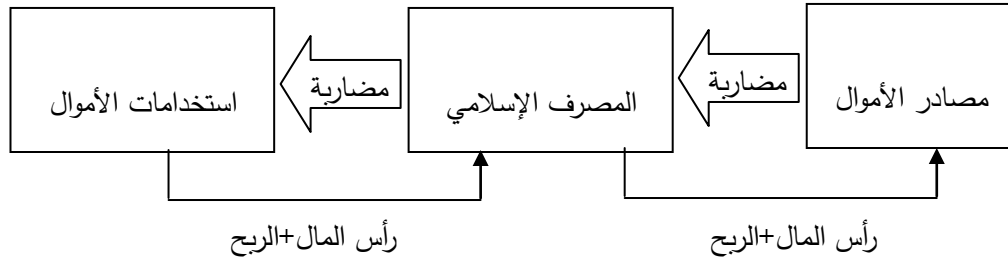 مصادر الأموال
مضاربة
المصرف الإسلامي
مضاربة
استخدامات الأموال
رأس المال+الربح
رأس المال+الربح